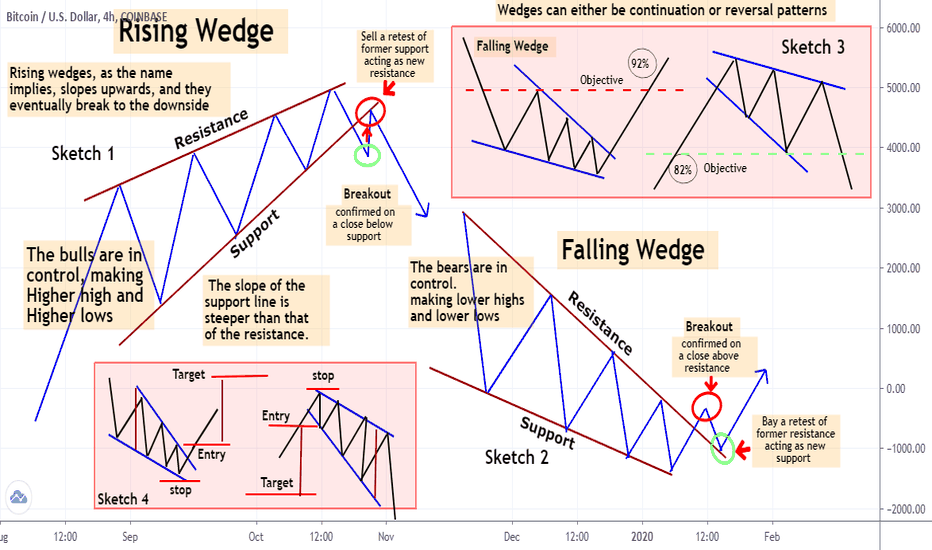 Bitcoin / U.S. Dollar, 4h, COINBASE
Rising Wedge
Wedges can either be continuation or reversal patterns
Rising wedges, as the name
implies, slopes upwards, and they
eventually break to the downside
Sketch 1
Resistance
Support
Sell a retest of
former support
acting as new
resistance
Breakout
confirmed on
a close below
support
The bulls are in
control, making
Higher high and
Higher lows
The slope of the
support line is
steeper than that
of the resistance.
Falling Wedge
Sketch 3
92%
Objective
82%
Objective
Falling Wedge
The bears are in
control.
making lower highs
and lower lows
Resistance
Support
Sketch 2
Breakout
confirmed on
a close above
resistance
Bay a retest of
former resistance
acting as new
support
Target
stop
Entry
Entry
Target
stop
Sketch 4
6000.00
5000.00
4000.00
3000.00
2000.00
1000.00
0.00
−1000.00
−2000.00
ug
12:00
Sep
Oct
12:00
Nov
Dec
12:00
2020
12:00
Feb